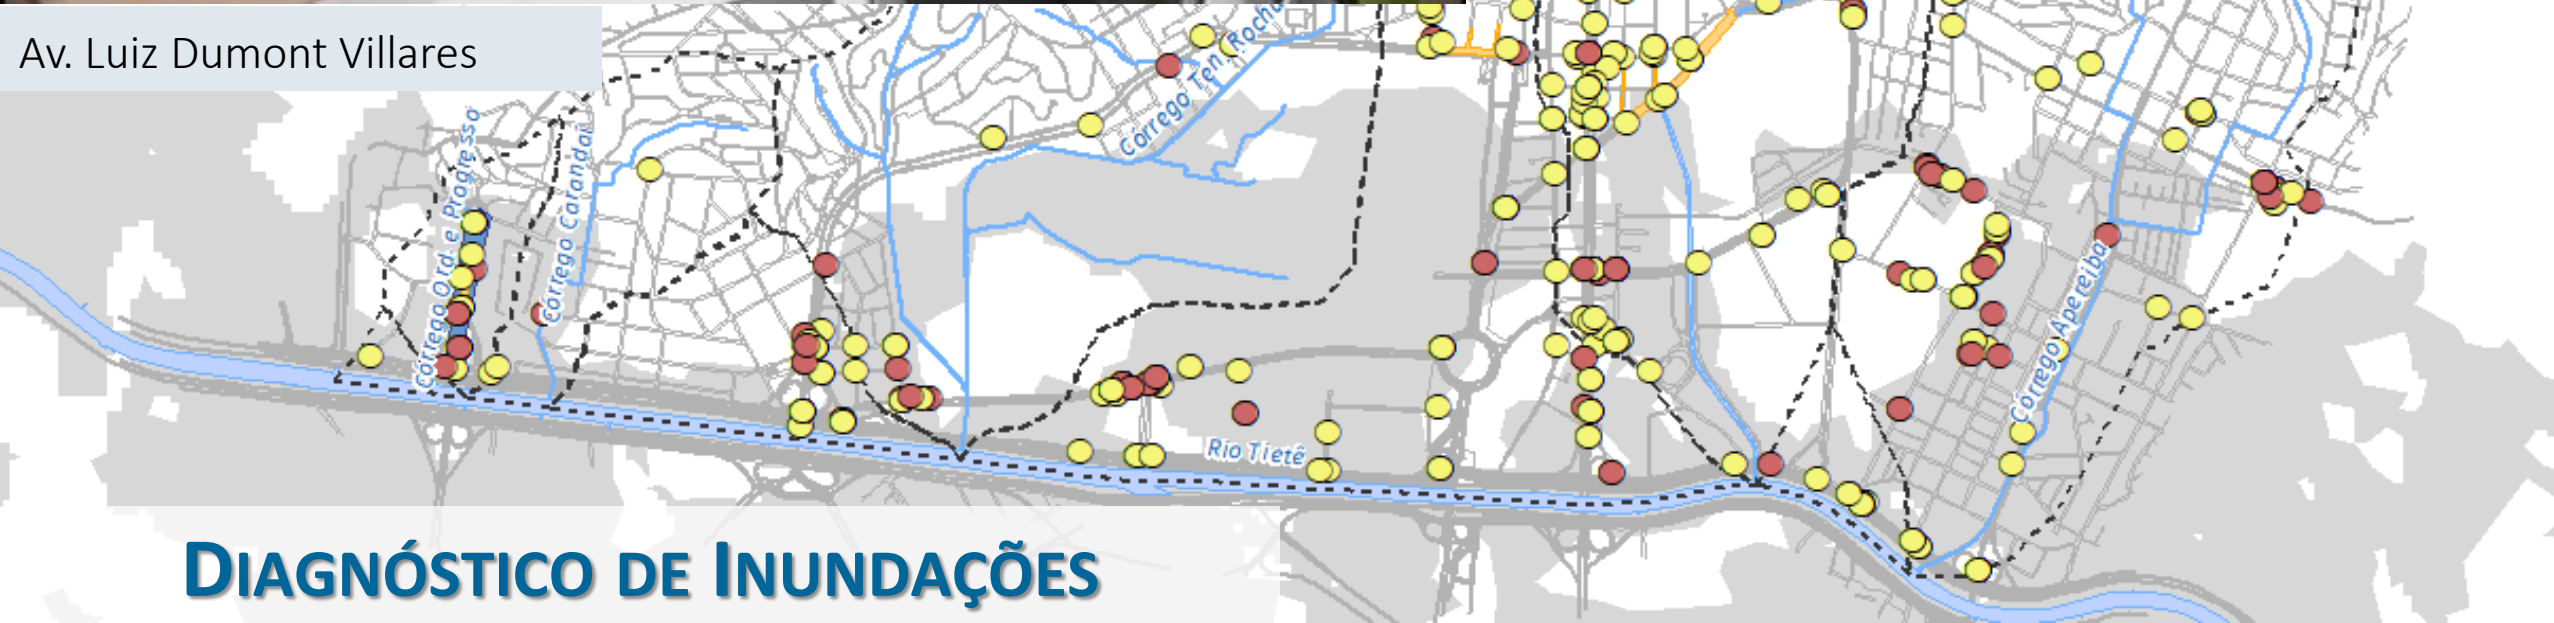 Av. Luiz Dumont Villares
Córrego Ten. Rocha
Córrego Ord. e Progresso
Córrego Carandaí
Córrego Apereiba
Rio Tietê
DIAGNÓSTICO DE INUNDAÇÕES